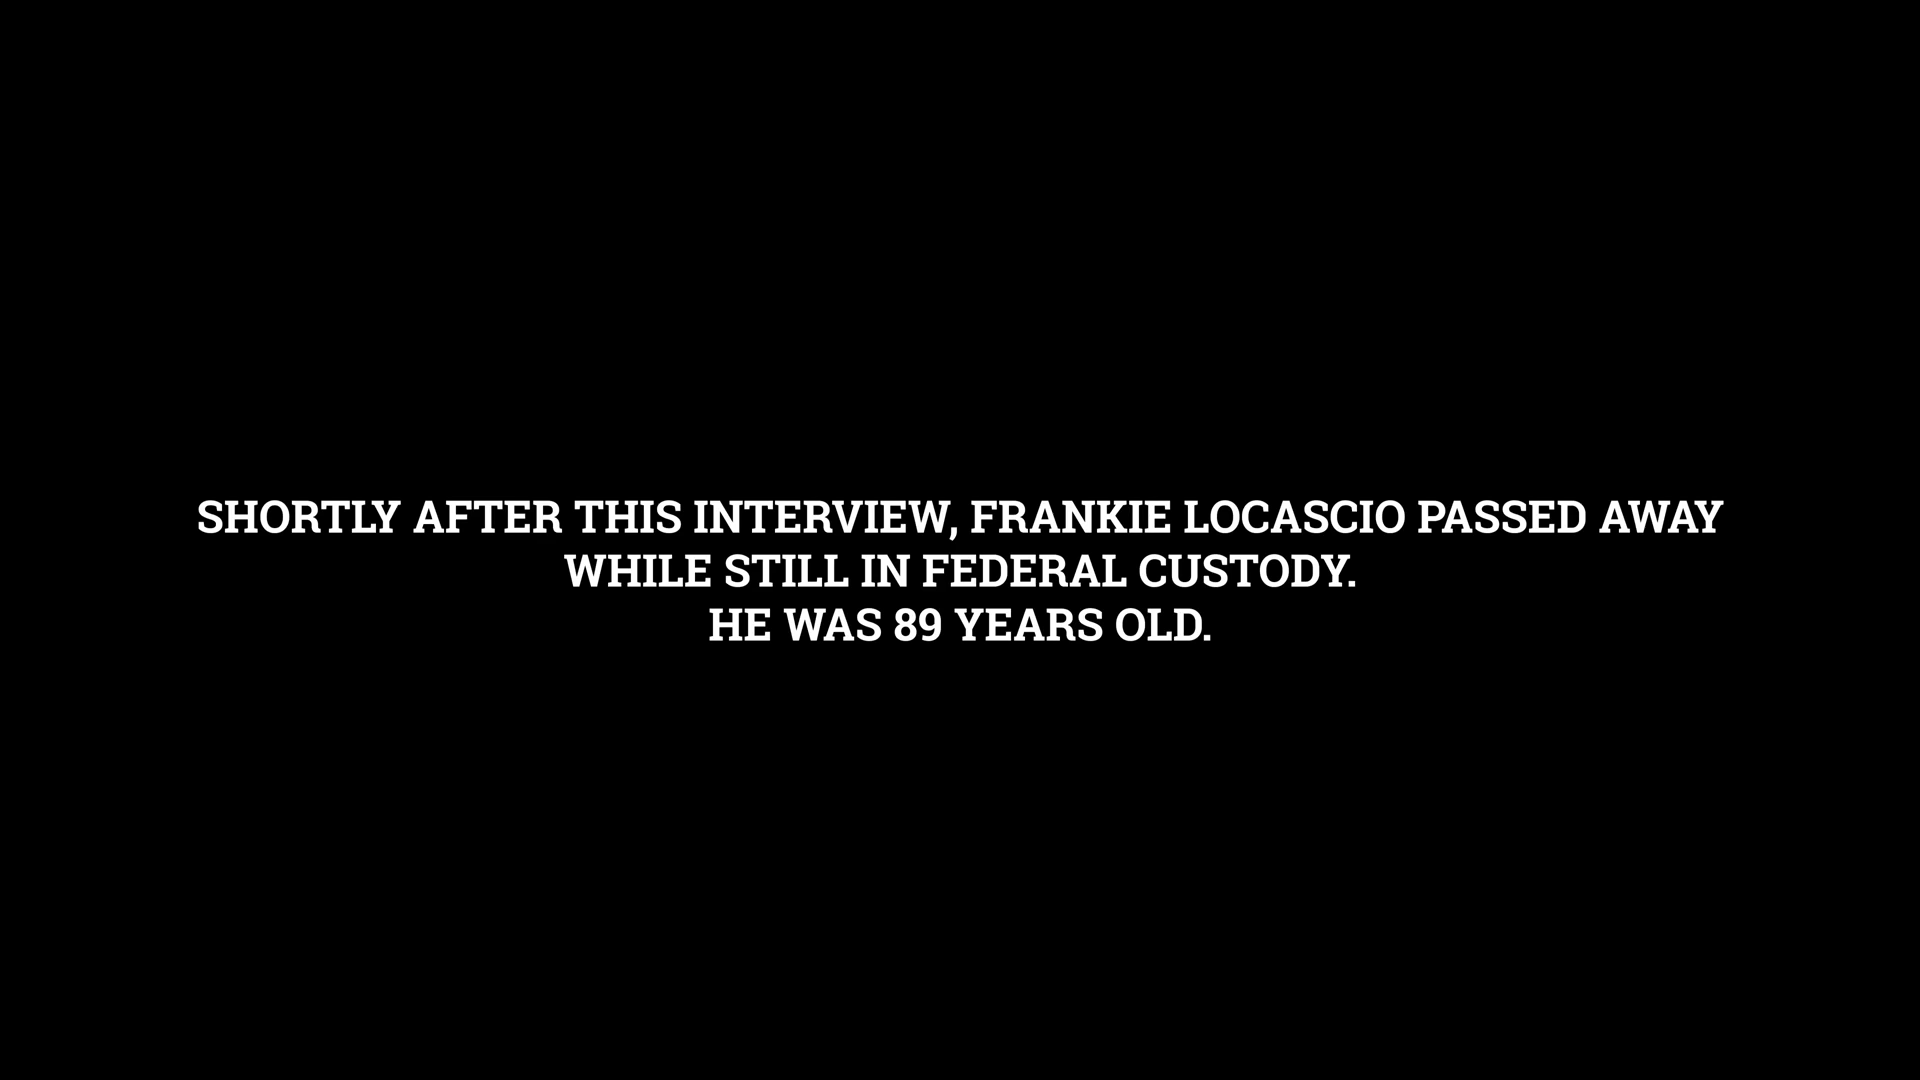 SHORTLY AFTER THIS INTERVIEW, FRANKIE LOCASCIO PASSED AWAY
WHILE STILL IN FEDERAL CUSTODY.
HE WAS 89 YEARS OLD.